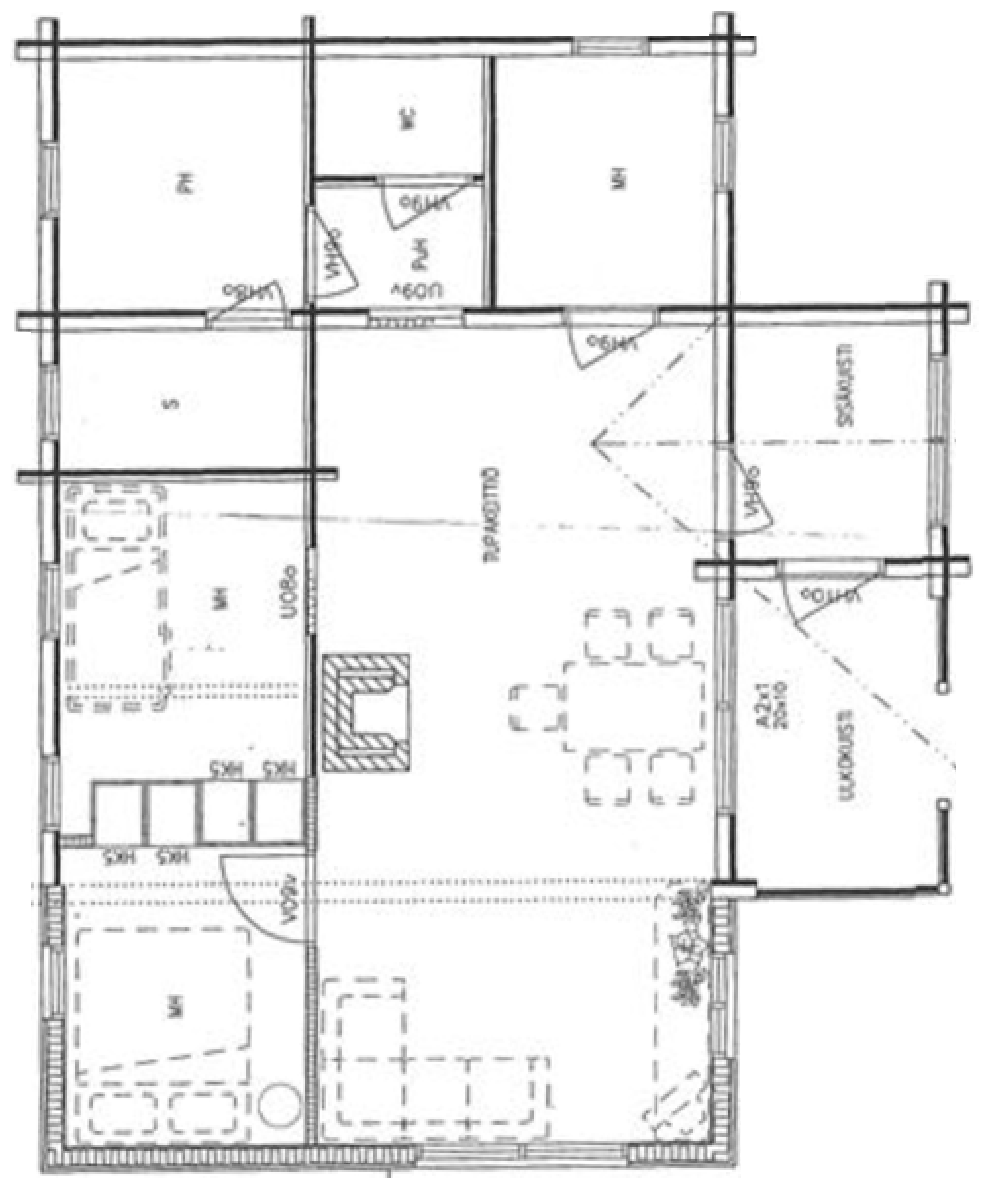 WC
PH
MH
VH9o
VH9o
PuH
UO9v
VH8o
VH9o
S
SISÄKUISTI
TUPAKEITTIÖ
VH9o
MH
UO8o
VH10o
A2x1
20x10
ULKOKUISTI
HK5
HK5
HK5
HK5
VO9v
MH